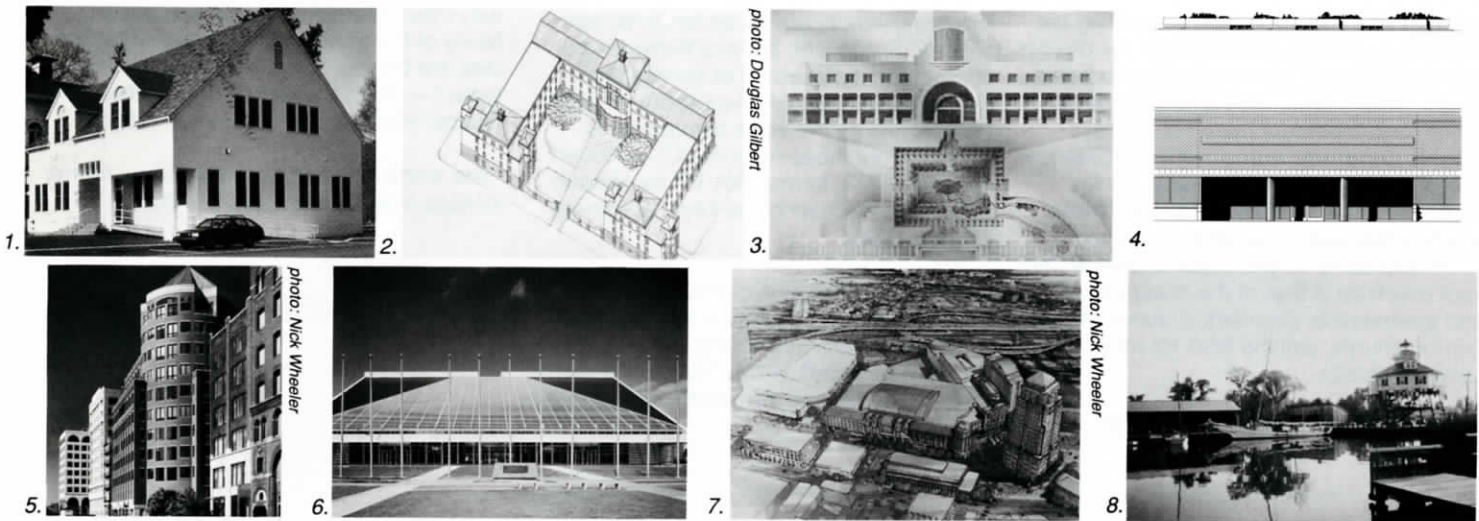 1.
2.
photo: Douglas Gilbert
3.
4.
5.
photo: Nick Wheeler
6.
7.
photo: Nick Wheeler
8.